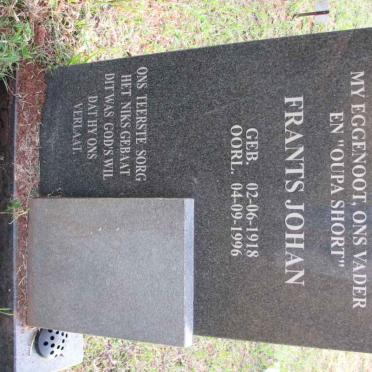 MY EGGENOOT, ONS VADER
EN "OUPA SHORT"
FRANTS JOHAN
GEB. 02-06-1918
OORL. 04-09-1996
ONS TEERSTE SORG
HET NIKS GEBAAT
DIT WAS GOD'S WIL
DAT HY ONS
VERLAAT.